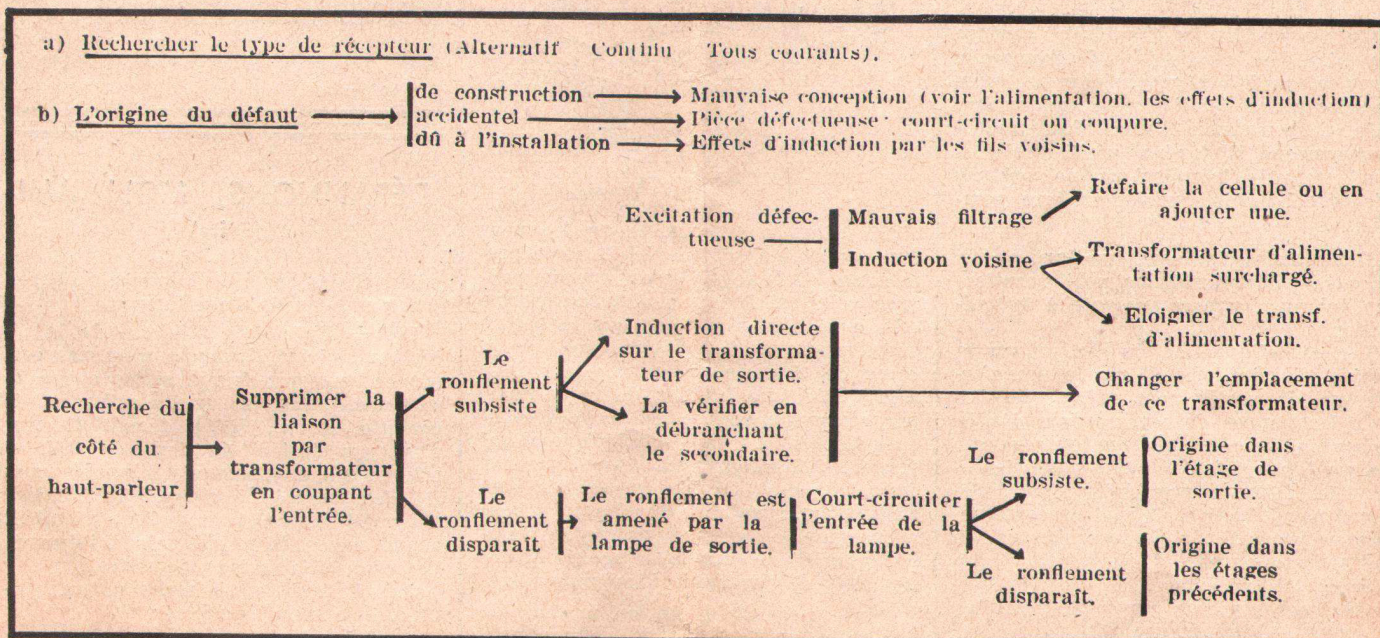 a) Rechercher le type de récepteur (Alternatif Continu Tous courants).
b) L'origine du défaut
de construction
Mauvaise conception (voir l'alimentation. les effets d'induction)
accidentel
Pièce défectueuse : court-circuit ou coupure.
dû à l'installation
Effets d'induction par les fils voisins.
Excitation défec-
tueuse
Mauvais filtrage
Refaire la cellule ou en
ajouter une.
Induction voisine
Transformateur d'alimen-
tation surchargé.
Eloigner le transf.
d'alimentation.
Recherche du
côté du
haut-parleur
Supprimer la
liaison
par
transformateur
en coupant
l'entrée.
Le
ronflement
subsiste
Induction directe
sur le transforma-
teur de sortie.
La vérifier en
débranchant
le secondaire.
Changer l'emplacement
de ce transformateur.
Le
ronflement
disparaît
Le ronflement est
amené par la
lampe de sortie.
Court-circuiter
l'entrée de la
lampe.
Le ronflement
subsiste.
Origine dans
l'étage de
sortie.
Le ronflement
disparaît.
Origine dans
les étages
précédents.